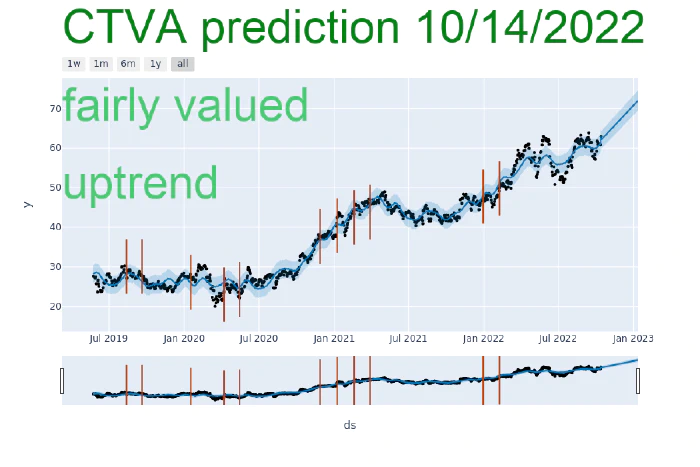 CTVA prediction 10/14/2022
1w 1m 6m 1y all
fairly valued
uptrend
70
60
50
40
30
20
y
Jul 2019 Jan 2020 Jul 2020 Jan 2021 Jul 2021 Jan 2022 Jul 2022 Jan 2023
ds